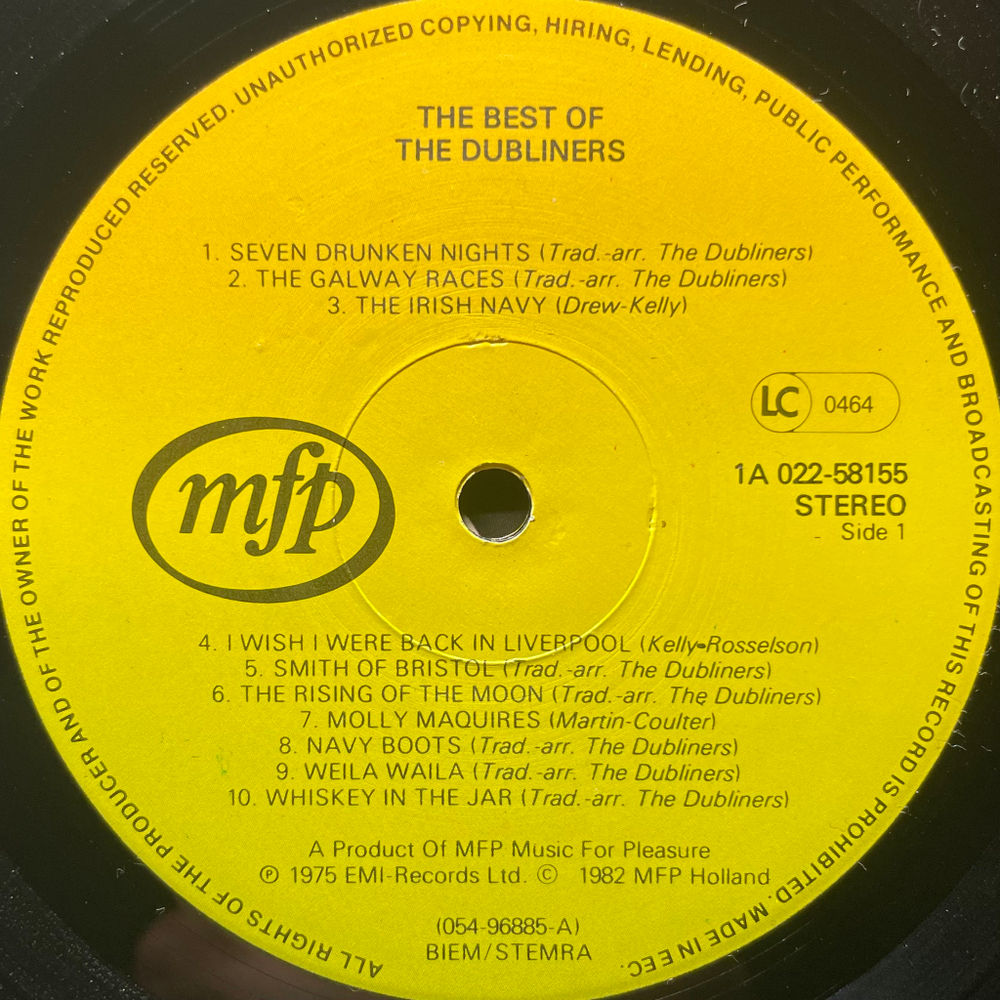 ALL RIGHTS OF THE PRODUCER AND OF THE OWNER OF THE WORK REPRODUCED RESERVED. UNAUTHORIZED COPYING, HIRING, LENDING, PUBLIC PERFORMANCE AND BROADCASTING OF THIS RECORD IS PROHIBITED. MADE IN EEC.
THE BEST OF
THE DUBLINERS
1. SEVEN DRUNKEN NIGHTS (Trad.-arr. The Dubliners)
2. THE GALWAY RACES (Trad.-arr. The Dubliners)
3. THE IRISH NAVY (Drew-Kelly)
LC 0464
mfp
1A 022-58155
STEREO
Side 1
4. I WISH I WERE BACK IN LIVERPOOL (Kelly-Rosselson)
5. SMITH OF BRISTOL (Trad.-arr. The Dubliners)
6. THE RISING OF THE MOON (Trad.-arr. The Dubliners)
7. MOLLY MAQUIRES (Martin-Coulter)
8. NAVY BOOTS (Trad.-arr. The Dubliners)
9. WEILA WAILA (Trad.-arr. The Dubliners)
10. WHISKEY IN THE JAR (Trad.-arr. The Dubliners)
A Product Of MFP Music For Pleasure
℗ 1975 EMI-Records Ltd. © 1982 MFP Holland
(054-96885-A)
BIEM/STEMRA